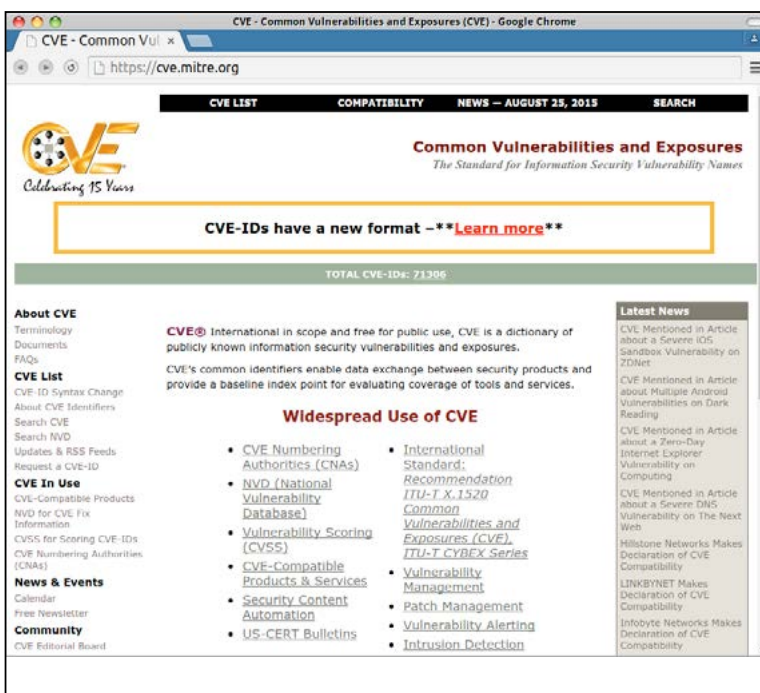 CVE - Common Vulnerabilities and Exposures (CVE) - Google Chrome
CVE - Common Vul ×
https://cve.mitre.org
CVE LIST COMPATIBILITY NEWS — AUGUST 25, 2015 SEARCH
CVE
Celebrating 15 Years
Common Vulnerabilities and Exposures
The Standard for Information Security Vulnerability Names
CVE-IDs have a new format –**Learn more**
TOTAL CVE-IDs: 71306
About CVE
Terminology
Documents
FAQs
CVE List
CVE-ID Syntax Change
About CVE Identifiers
Search CVE
Search NVD
Updates & RSS Feeds
Request a CVE-ID
CVE In Use
CVE-Compatible Products
NVD for CVE Fix
Information
CVSS for Scoring CVE-IDs
CVE Numbering Authorities
(CNAs)
News & Events
Calendar
Free Newsletter
Community
CVE Editorial Board
CVE® International in scope and free for public use, CVE is a dictionary of
publicly known information security vulnerabilities and exposures.
CVE's common identifiers enable data exchange between security products and
provide a baseline index point for evaluating coverage of tools and services.
Widespread Use of CVE
• CVE Numbering
Authorities (CNAs)
• NVD (National
Vulnerability
Database)
• Vulnerability Scoring
(CVSS)
• CVE-Compatible
Products & Services
• Security Content
Automation
• US-CERT Bulletins
• International
Standard:
Recommendation
ITU-T X.1520
Common
Vulnerabilities and
Exposures (CVE),
ITU-T CYBEX Series
• Vulnerability
Management
• Patch Management
• Vulnerability Alerting
• Intrusion Detection
Latest News
CVE Mentioned in Article
about a Severe iOS
Sandbox Vulnerability on
ZDNet
CVE Mentioned in Article
about Multiple Android
Vulnerabilities on Dark
Reading
CVE Mentioned in Article
about a Zero-Day
Internet Explorer
Vulnerability on
Computing
CVE Mentioned in Article
about a Severe DNS
Vulnerability on The Next
Web
Hillstone Networks Makes
Declaration of CVE
Compatibility
LINKBYNET Makes
Declaration of CVE
Compatibility
Infobyte Networks Makes
Declaration of CVE
Compatibility